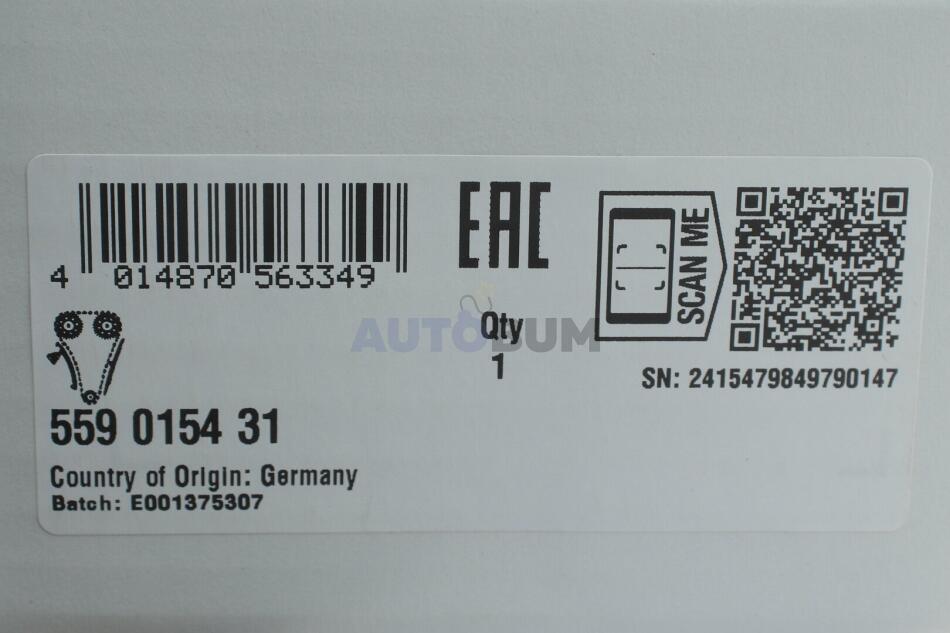 4 014870 563349
EAC
SCAN ME
AUTOBUM
Qty
1
SN: 2415479849790147
559 0154 31
Country of Origin: Germany
Batch: E001375307